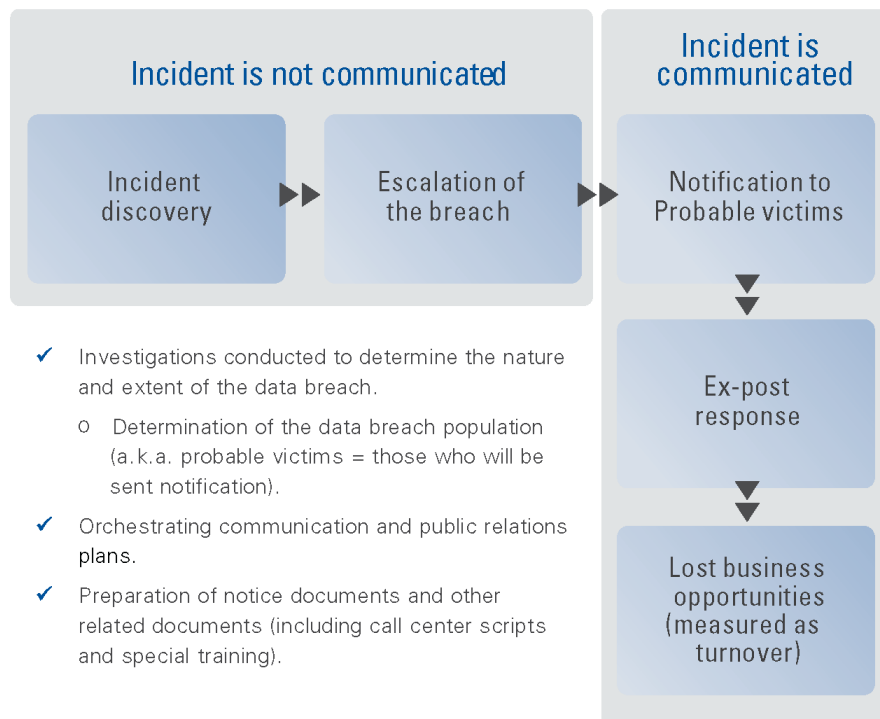 Incident is not communicated
Incident
discovery
Escalation of
the breach
Incident is
communicated
Notification to
Probable victims
Ex-post
response
Lost business
opportunities
(measured as
turnover)
✓ Investigations conducted to determine the nature
and extent of the data breach.
o Determination of the data breach population
(a.k.a. probable victims = those who will be
sent notification).
✓ Orchestrating communication and public relations
plans.
✓ Preparation of notice documents and other
related documents (including call center scripts
and special training).